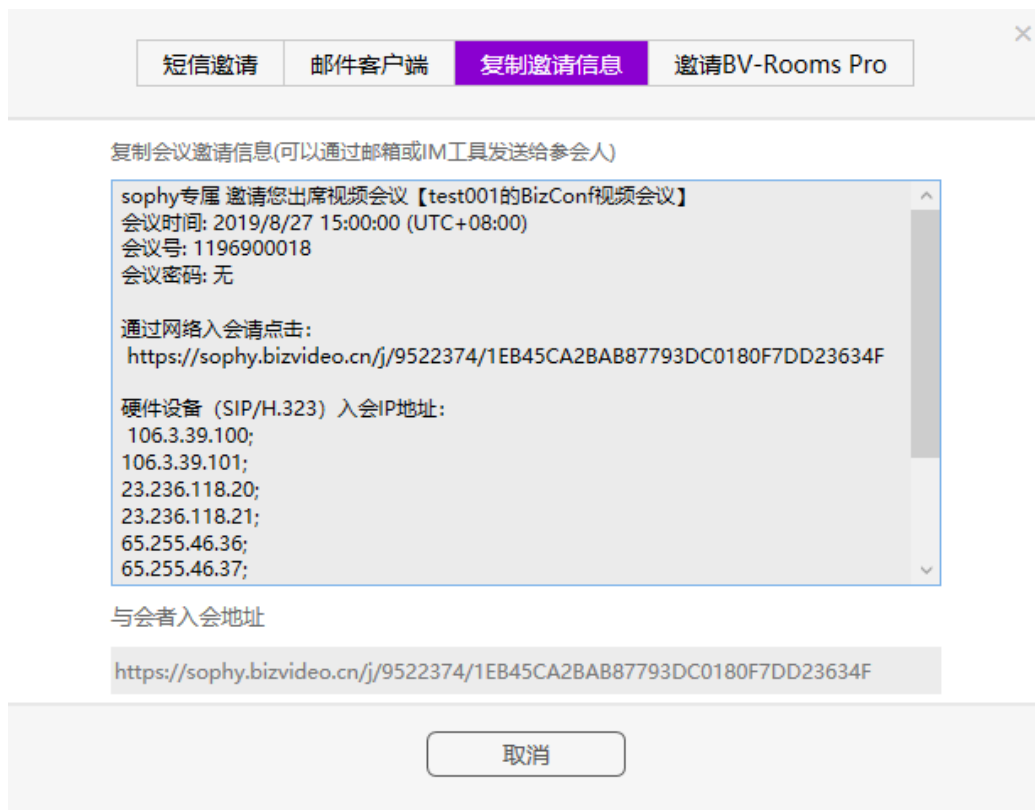 短信邀请 邮件客户端 复制邀请信息 邀请BV-Rooms Pro
复制会议邀请信息(可以通过邮箱或IM工具发送给参会人)
sophy专属 邀请您出席视频会议【test001的BizConf视频会议】
会议时间: 2019/8/27 15:00:00 (UTC+08:00)
会议号: 1196900018
会议密码: 无
通过网络入会请点击:
https://sophy.bizvideo.cn/j/9522374/1EB45CA2BAB87793DC0180F7DD23634F
硬件设备（SIP/H.323）入会IP地址:
106.3.39.100;
106.3.39.101;
23.236.118.20;
23.236.118.21;
65.255.46.36;
65.255.46.37;
与会者入会地址
https://sophy.bizvideo.cn/j/9522374/1EB45CA2BAB87793DC0180F7DD23634F
取消